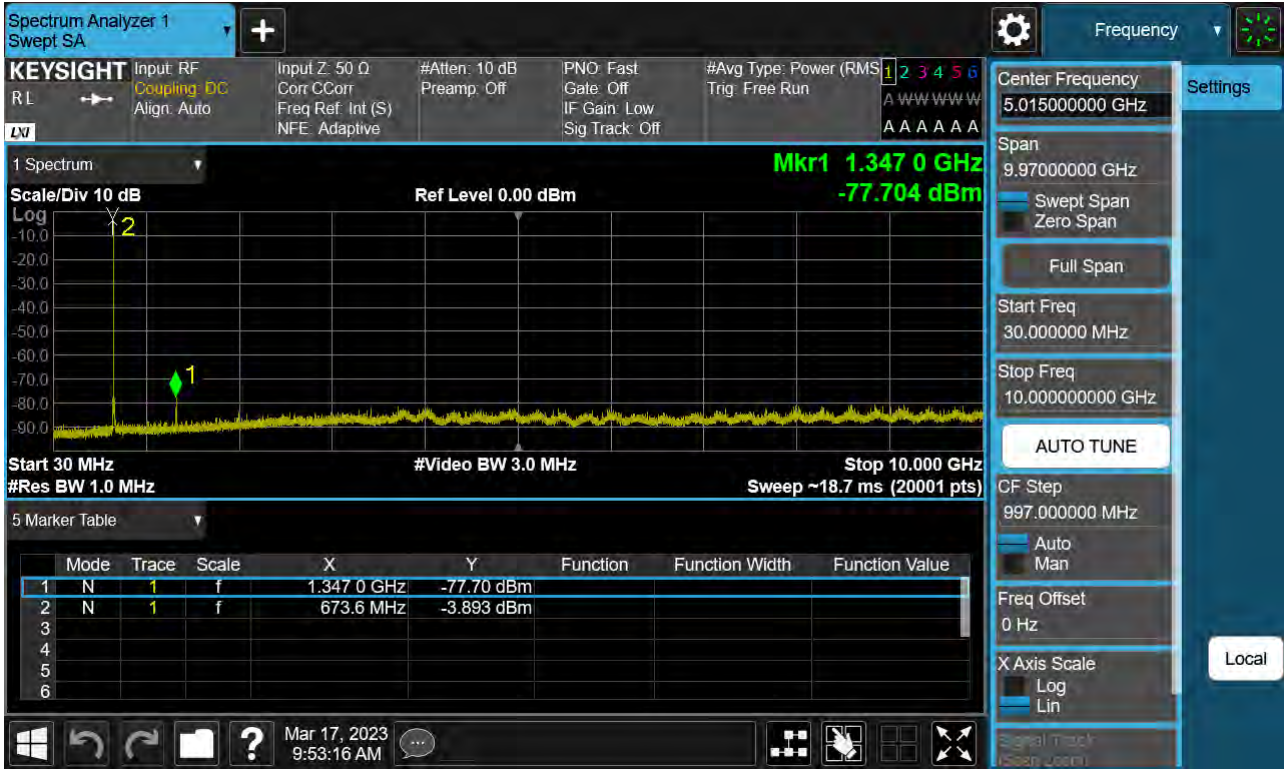 Spectrum Analyzer 1
Swept SA
+
Frequency
KEYSIGHT
R L
LXI
Input: RF
Coupling: DC
Align: Auto
Input Z: 50 Ω
Corr CCorr
Freq Ref: Int (S)
NFE: Adaptive
#Atten: 10 dB
Preamp: Off
PNO: Fast
Gate: Off
IF Gain: Low
Sig Track: Off
#Avg Type: Power (RMS
Trig: Free Run
1 2 3 4 5 6
A W W W W W
A A A A A A
1 Spectrum
Mkr1 1.347 0 GHz
-77.704 dBm
Scale/Div 10 dB
Ref Level 0.00 dBm
Log
-10.0
-20.0
-30.0
-40.0
-50.0
-60.0
-70.0
-80.0
-90.0
2
1
Start 30 MHz
#Video BW 3.0 MHz
Stop 10.000 GHz
#Res BW 1.0 MHz
Sweep ~18.7 ms (20001 pts)
5 Marker Table
Mode Trace Scale X Y Function Function Width Function Value
1 N 1 f 1.347 0 GHz -77.70 dBm
2 N 1 f 673.6 MHz -3.893 dBm
3
4
5
6
Center Frequency
5.015000000 GHz
Settings
Span
9.97000000 GHz
Swept Span
Zero Span
Full Span
Start Freq
30.000000 MHz
Stop Freq
10.000000000 GHz
AUTO TUNE
CF Step
997.000000 MHz
Auto
Man
Freq Offset
0 Hz
X Axis Scale
Log
Lin
Local
Signal Track
(Span Zoom)
?
Mar 17, 2023
9:53:16 AM